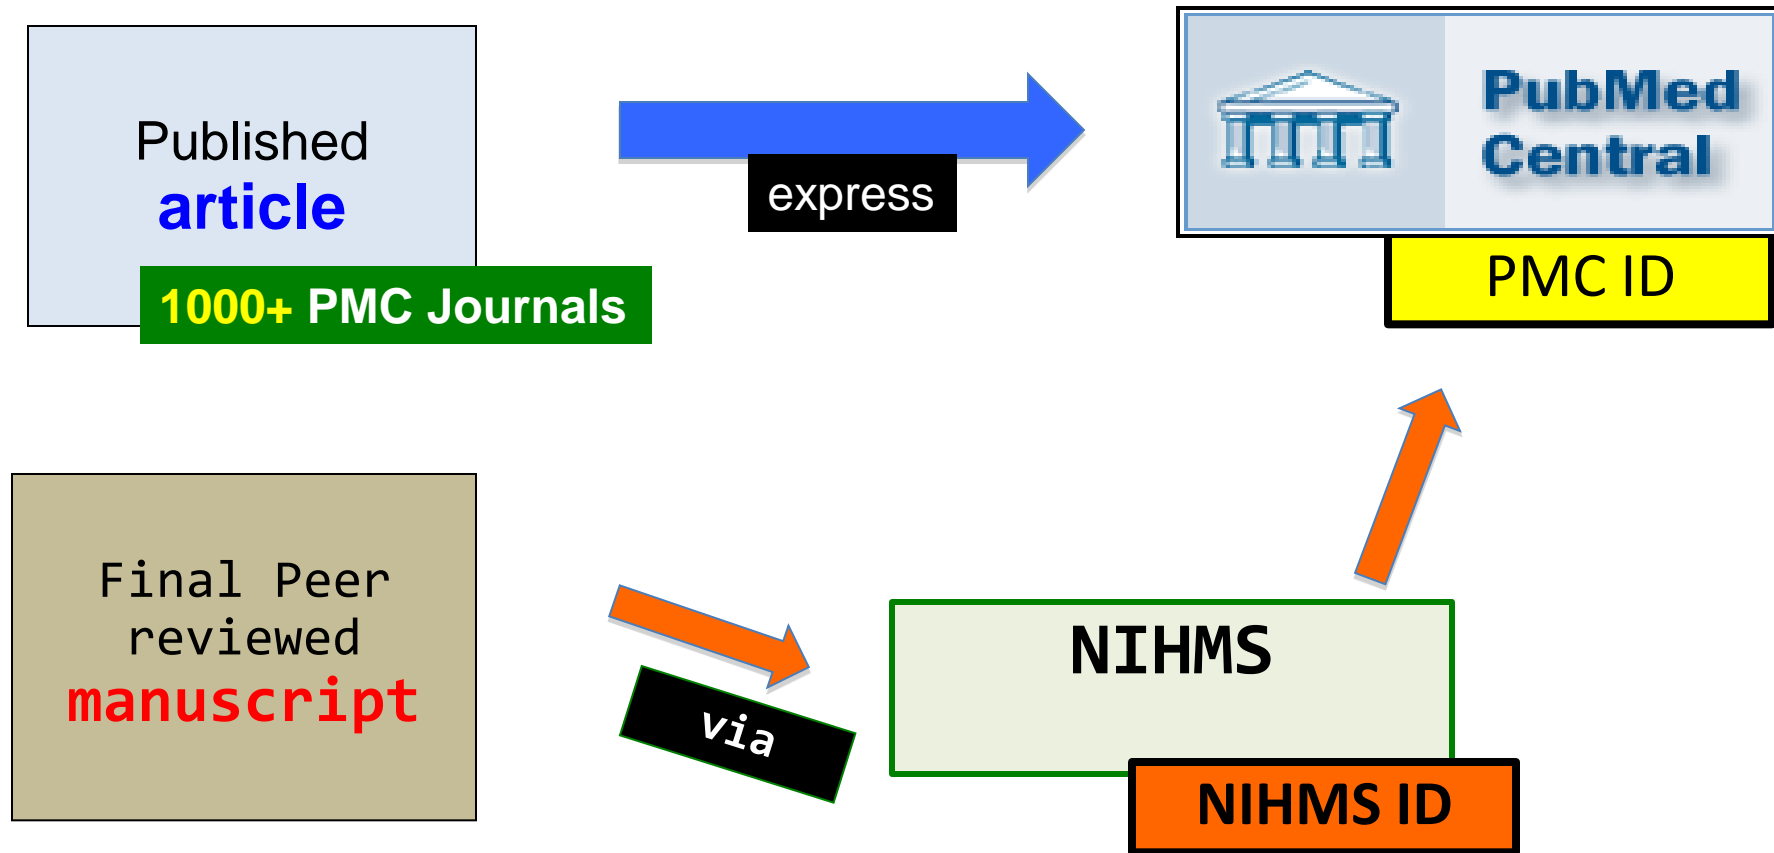 Published
article
1000+ PMC Journals
express
PubMed
Central
PMC ID
Final Peer
reviewed
manuscript
via
NIHMS
NIHMS ID